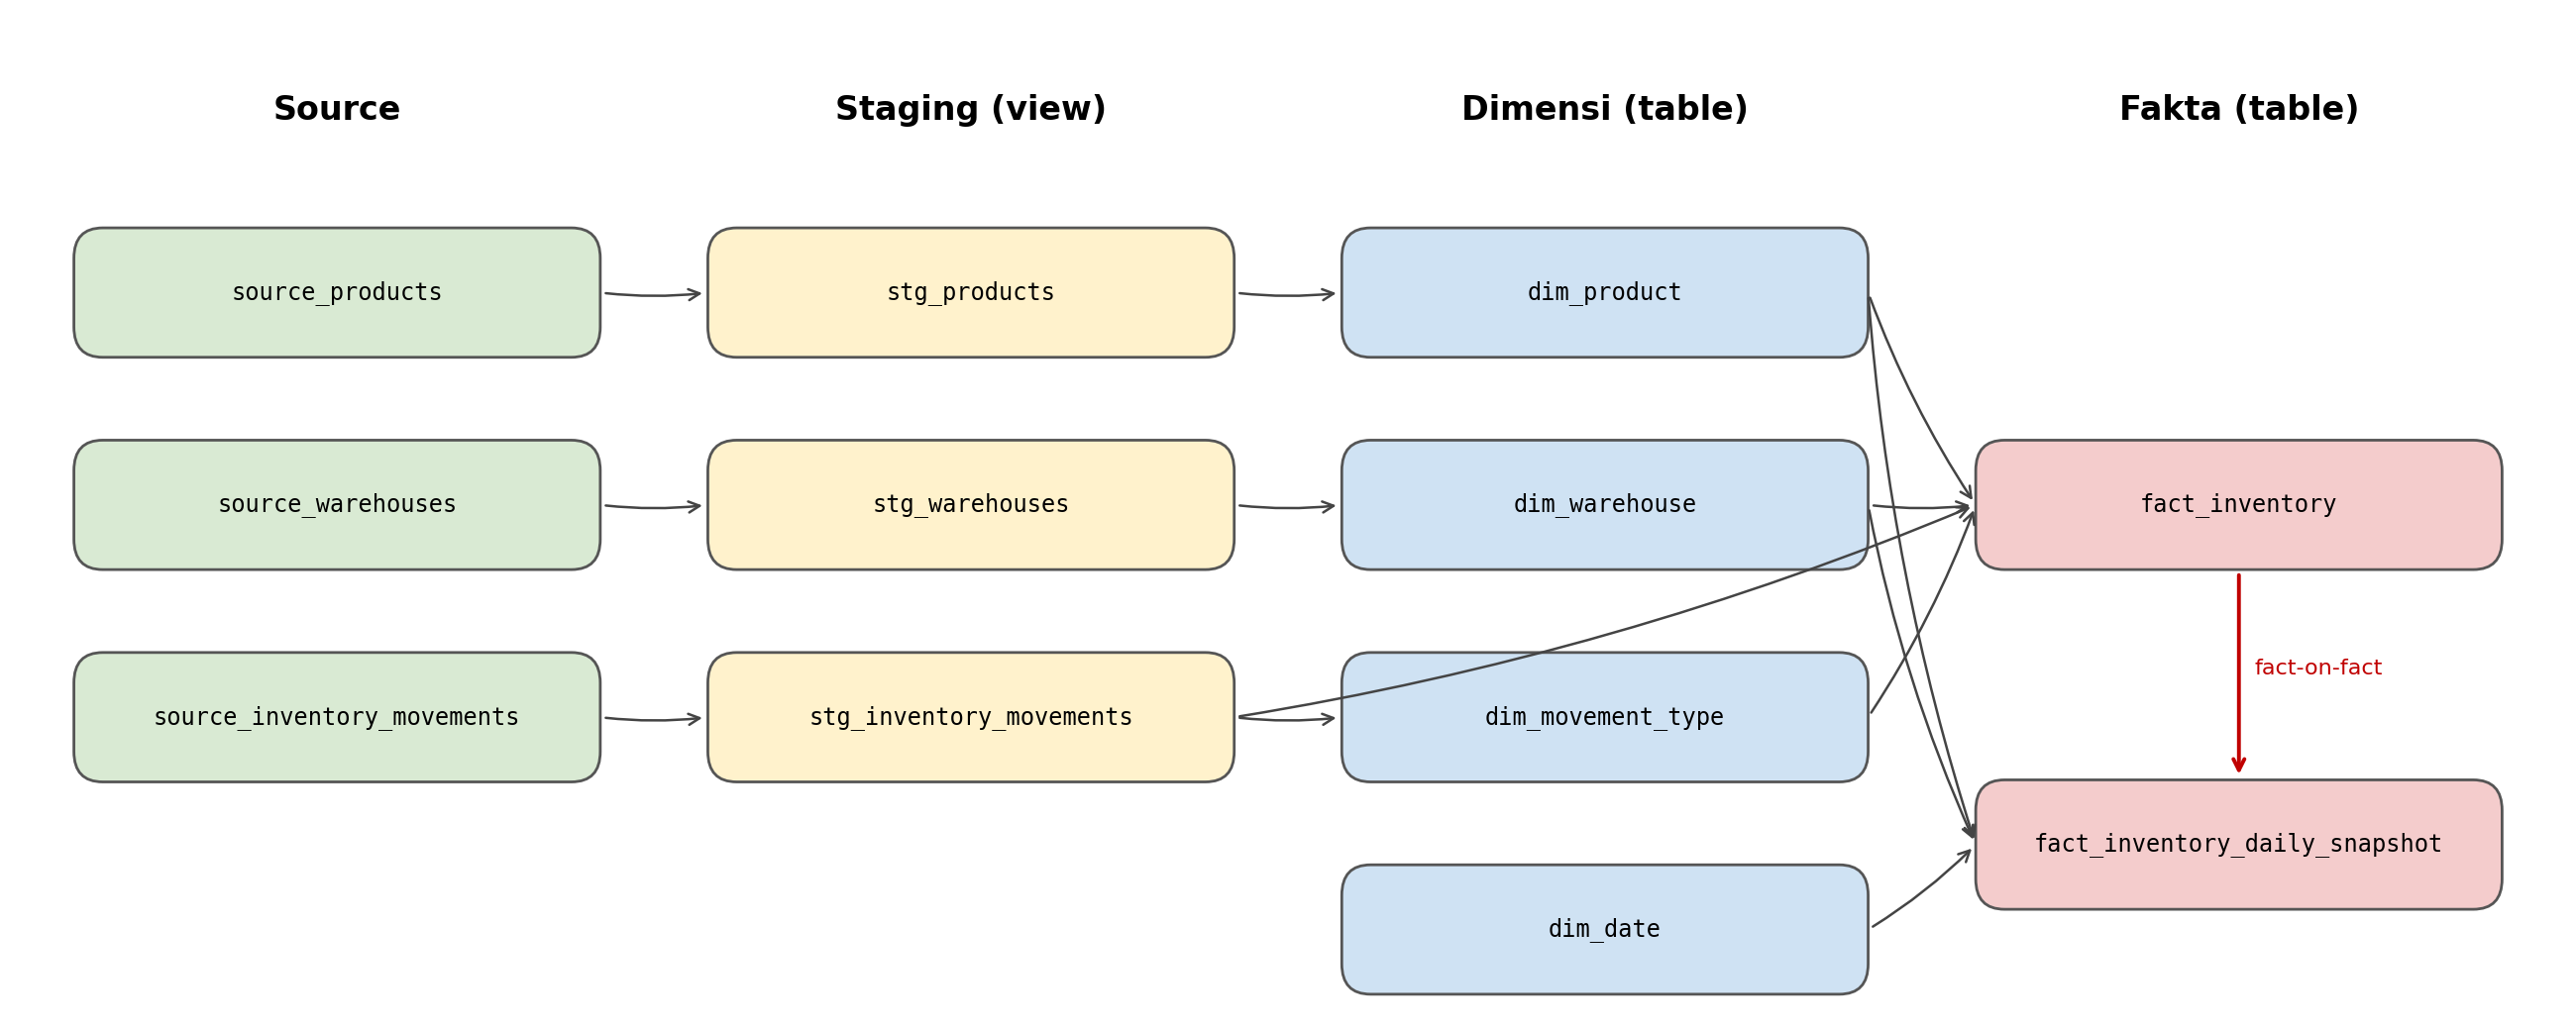 Source
Staging (view)
Dimensi (table)
Fakta (table)
source_products
stg_products
dim_product
source_warehouses
stg_warehouses
dim_warehouse
fact_inventory
fact-on-fact
source_inventory_movements
stg_inventory_movements
dim_movement_type
fact_inventory_daily_snapshot
dim_date